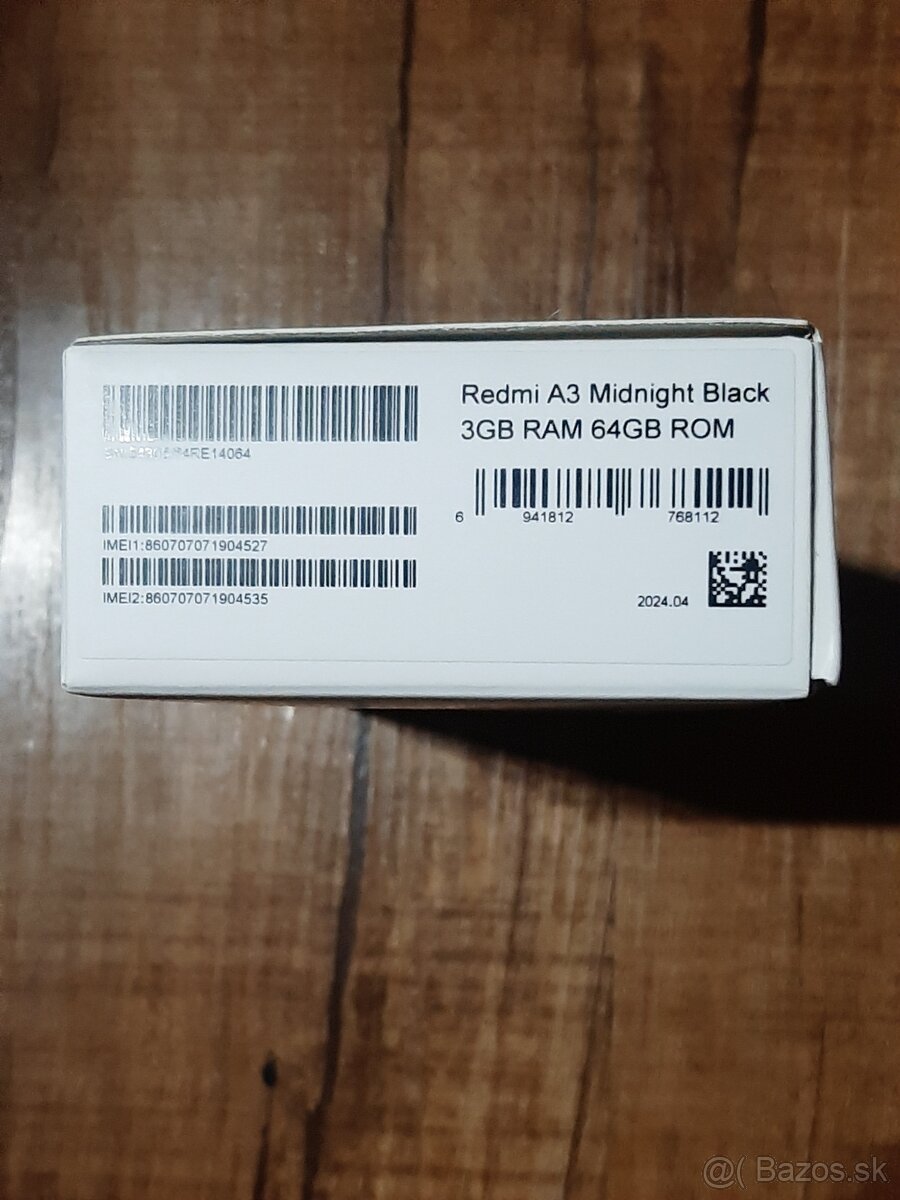 Redmi A3 Midnight Black
3GB RAM 64GB ROM
IMEI1:860707071904527
IMEI2:860707071904535
6 941812 768112
2024.04
@( Bazos.sk